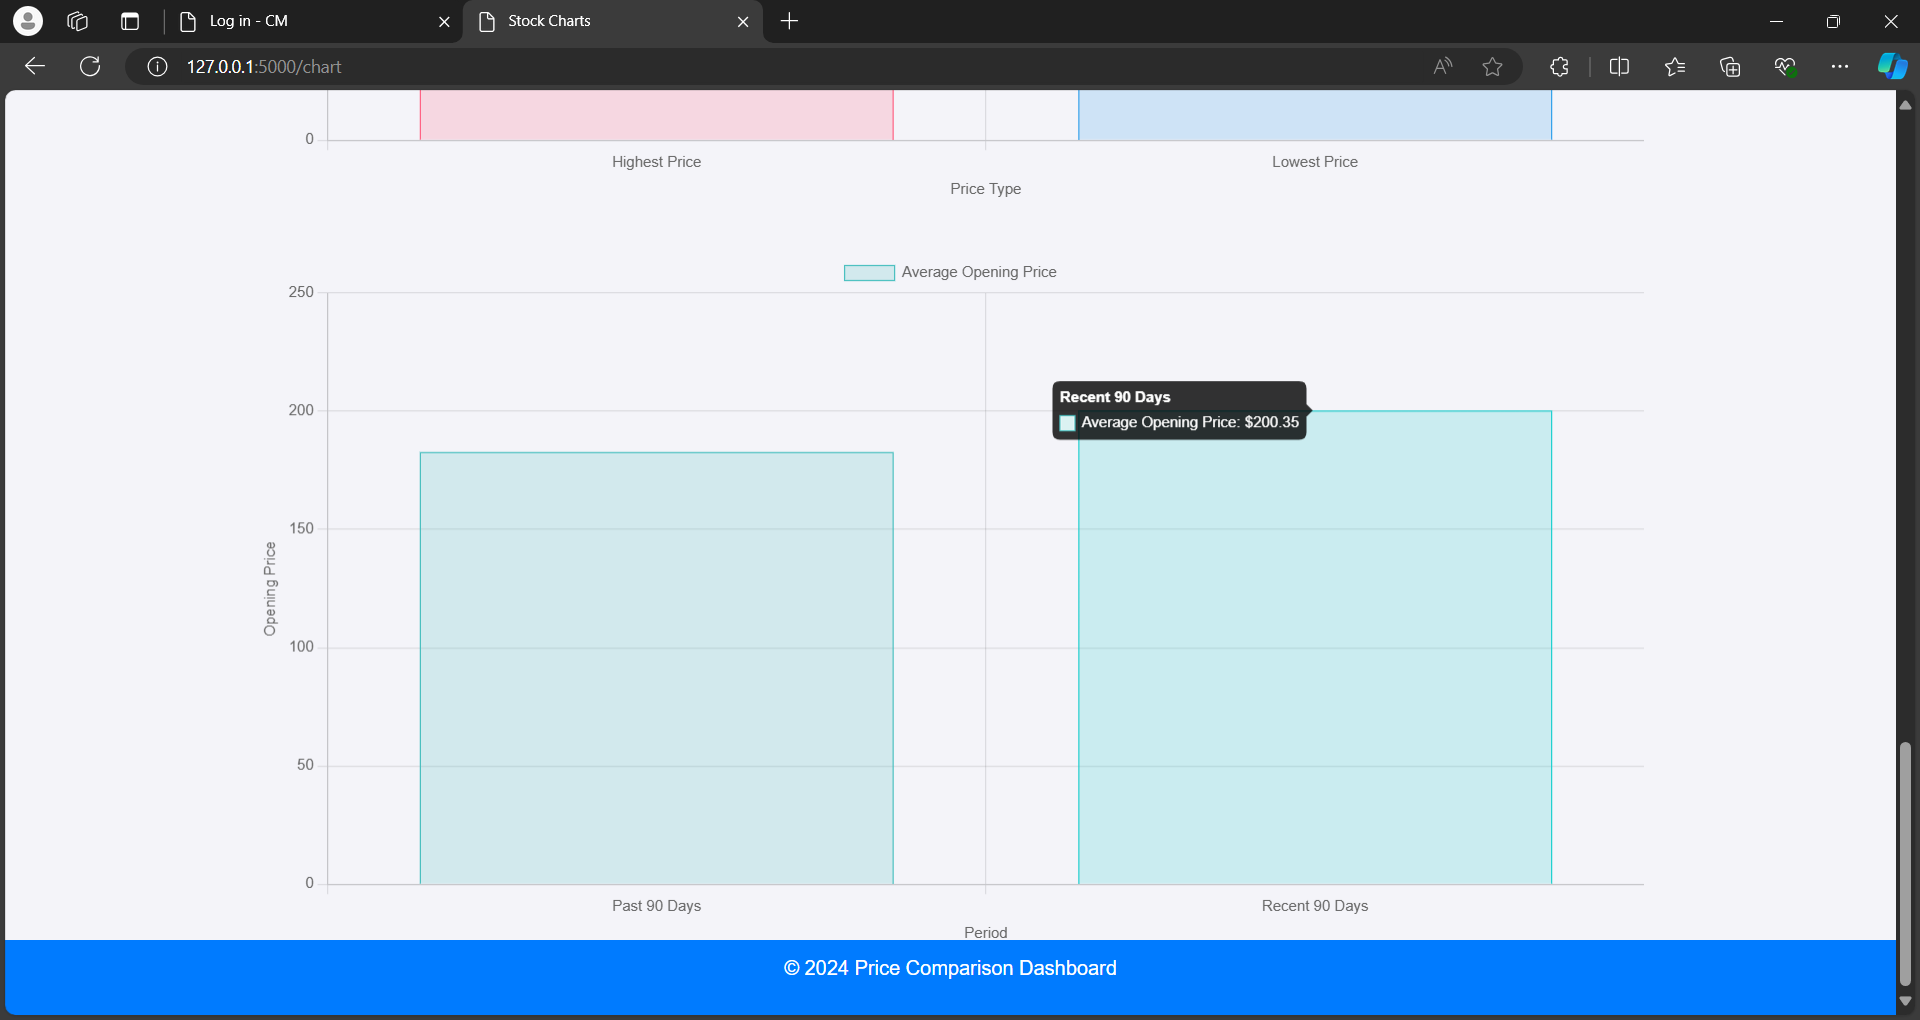 Log in - CM
Stock Charts
127.0.0.1:5000/chart
0
Highest Price
Lowest Price
Price Type
Average Opening Price
250
200
150
100
50
0
Opening Price
Recent 90 Days
Average Opening Price: $200.35
Past 90 Days
Recent 90 Days
Period
© 2024 Price Comparison Dashboard